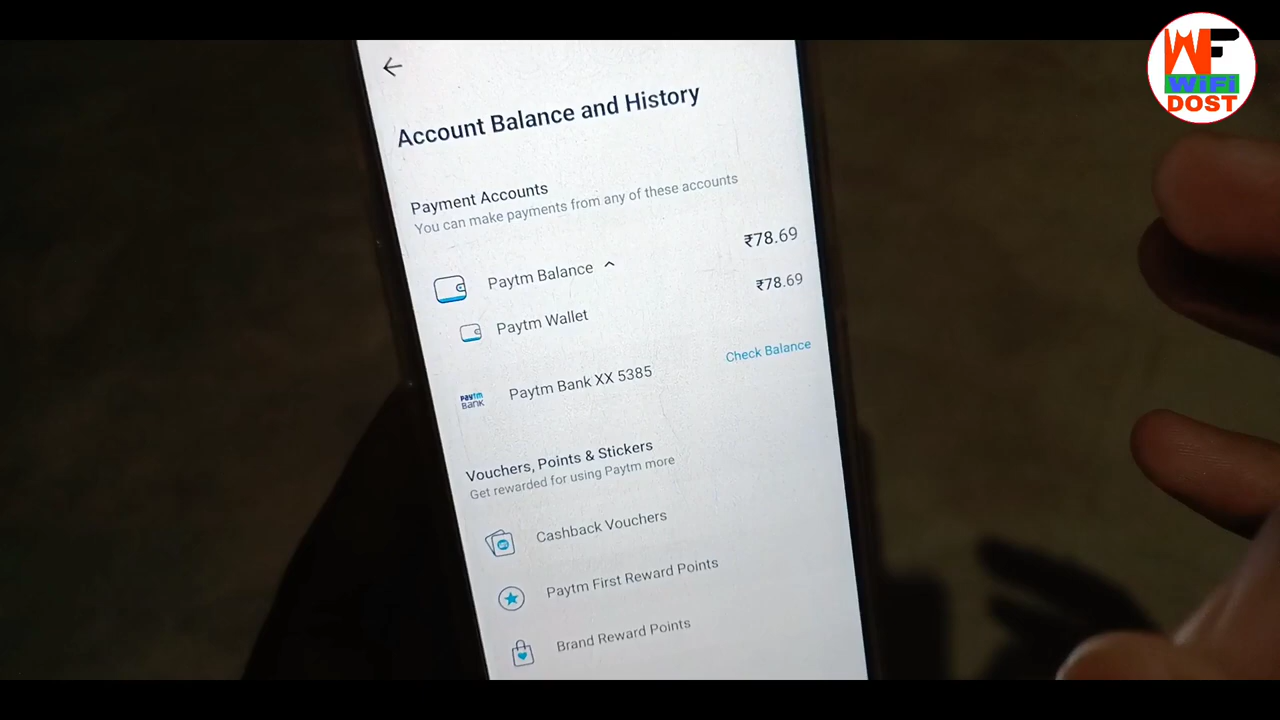 WF
WiFi
DOST
Account Balance and History
Payment Accounts
You can make payments from any of these accounts
Paytm Balance ₹78.69
Paytm Wallet ₹78.69
Paytm Bank XX 5385 Check Balance
Paytm
Bank
Vouchers, Points & Stickers
Get rewarded for using Paytm more
Cashback Vouchers
Paytm First Reward Points
Brand Reward Points